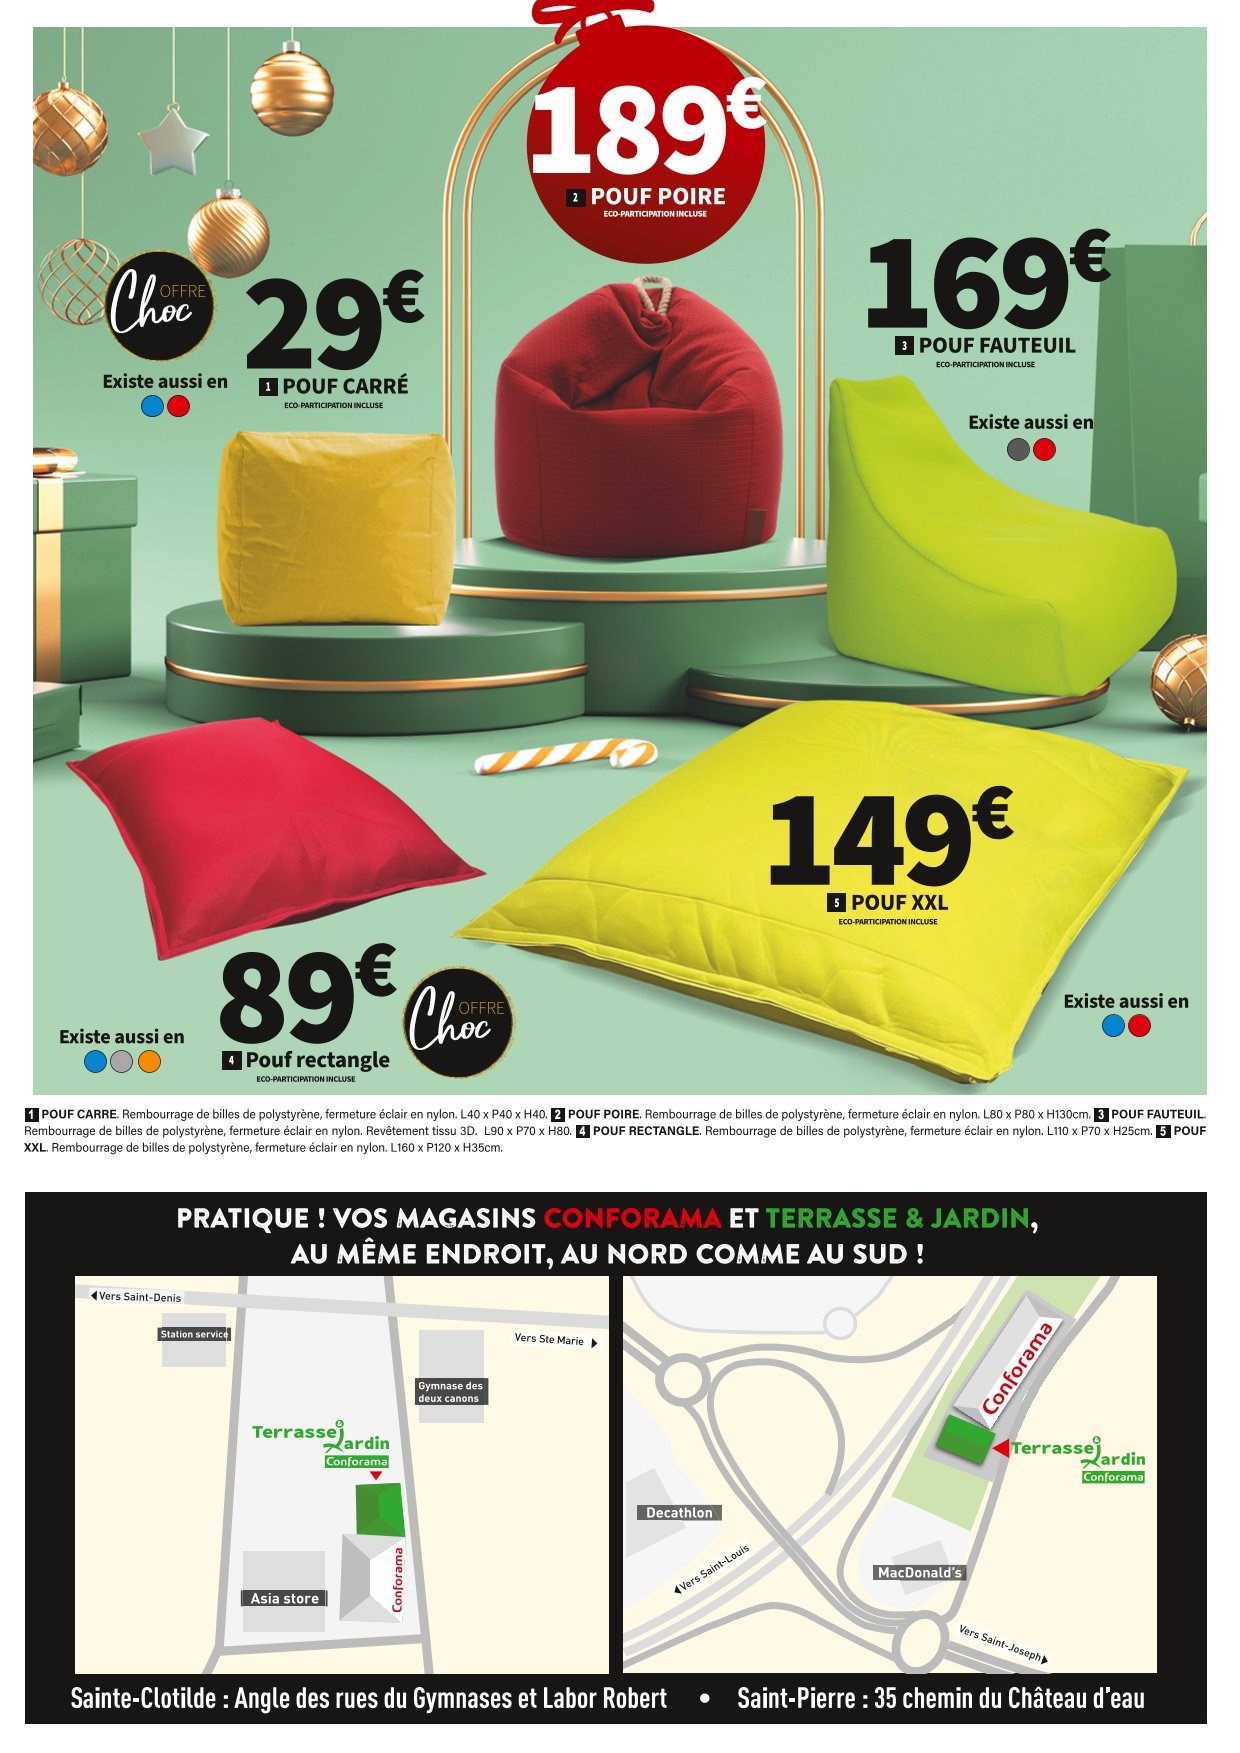 189€
2 POUF POIRE
ECO-PARTICIPATION INCLUSE
OFFRE
Choc
29€
1 POUF CARRÉ
ECO-PARTICIPATION INCLUSE
Existe aussi en
169€
3 POUF FAUTEUIL
ECO-PARTICIPATION INCLUSE
Existe aussi en
149€
5 POUF XXL
ECO-PARTICIPATION INCLUSE
Existe aussi en
89€
4 Pouf rectangle
ECO-PARTICIPATION INCLUSE
OFFRE
Choc
Existe aussi en
1 POUF CARRE. Rembourrage de billes de polystyrène, fermeture éclair en nylon. L40 x P40 x H40. 2 POUF POIRE. Rembourrage de billes de polystyrène, fermeture éclair en nylon. L80 x P80 x H130cm. 3 POUF FAUTEUIL.
Rembourrage de billes de polystyrène, fermeture éclair en nylon. Revêtement tissu 3D. L90 x P70 x H80. 4 POUF RECTANGLE. Rembourrage de billes de polystyrène, fermeture éclair en nylon. L110 x P70 x H25cm. 5 POUF
XXL. Rembourrage de billes de polystyrène, fermeture éclair en nylon. L160 x P120 x H35cm.
PRATIQUE ! VOS MAGASINS CONFORAMA ET TERRASSE & JARDIN,
AU MÊME ENDROIT, AU NORD COMME AU SUD !
Vers Saint-Denis
Station service
Vers Ste Marie
Gymnase des
deux canons
Terrasse &
Jardin
Conforama
Asia store
Conforama
Conforama
Terrasse &
Jardin
Conforama
Decathlon
Vers Saint-Louis
MacDonald's
Vers Saint-Joseph
Sainte-Clotilde : Angle des rues du Gymnases et Labor Robert • Saint-Pierre : 35 chemin du Château d'eau